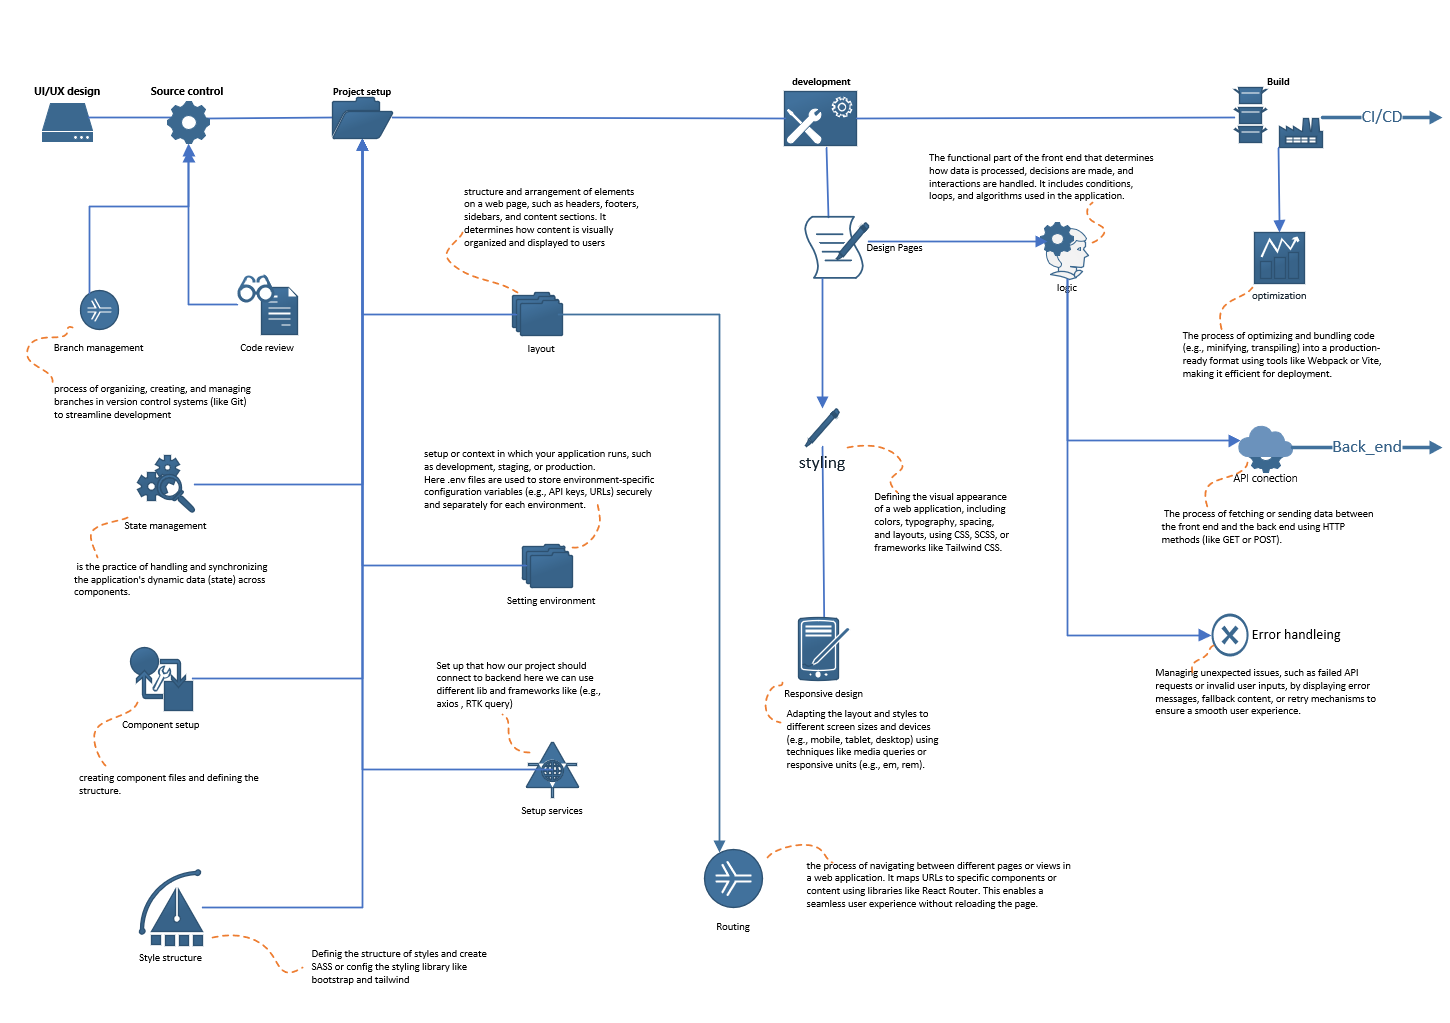 UI/UX design
Source control
Project setup
development
Build
CI/CD
The functional part of the front end that determines
how data is processed, decisions are made, and
interactions are handled. It includes conditions,
loops, and algorithms used in the application.
structure and arrangement of elements
on a web page, such as headers, footers,
sidebars, and content sections. It
determines how content is visually
organized and displayed to users
Design Pages
logic
optimization
Branch management
Code review
layout
The process of optimizing and bundling code
(e.g., minifying, transpiling) into a production-
ready format using tools like Webpack or Vite,
making it efficient for deployment.
process of organizing, creating, and managing
branches in version control systems (like Git)
to streamline development
setup or context in which your application runs, such
as development, staging, or production.
Here .env files are used to store environment-specific
configuration variables (e.g., API keys, URLs) securely
and separately for each environment.
styling
Back_end
API conection
Defining the visual appearance
of a web application, including
colors, typography, spacing,
and layouts, using CSS, SCSS, or
frameworks like Tailwind CSS.
The process of fetching or sending data between
the front end and the back end using HTTP
methods (like GET or POST).
State management
is the practice of handling and synchronizing
the application's dynamic data (state) across
components.
Setting environment
Error handleing
Set up that how our project should
connect to backend here we can use
different lib and frameworks like (e.g.,
axios , RTK query)
Managing unexpected issues, such as failed API
requests or invalid user inputs, by displaying error
messages, fallback content, or retry mechanisms to
ensure a smooth user experience.
Responsive design
Adapting the layout and styles to
different screen sizes and devices
(e.g., mobile, tablet, desktop) using
techniques like media queries or
responsive units (e.g., em, rem).
Component setup
creating component files and defining the
structure.
Setup services
the process of navigating between different pages or views in
a web application. It maps URLs to specific components or
content using libraries like React Router. This enables a
seamless user experience without reloading the page.
Routing
Style structure
Definig the structure of styles and create
SASS or config the styling library like
bootstrap and tailwind